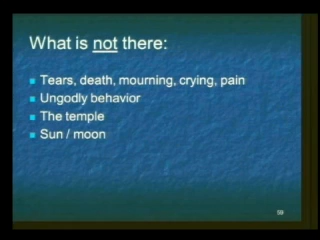 What is not there:
Tears, death, mourning, crying, pain
Ungodly behavior
The temple
Sun / moon
59